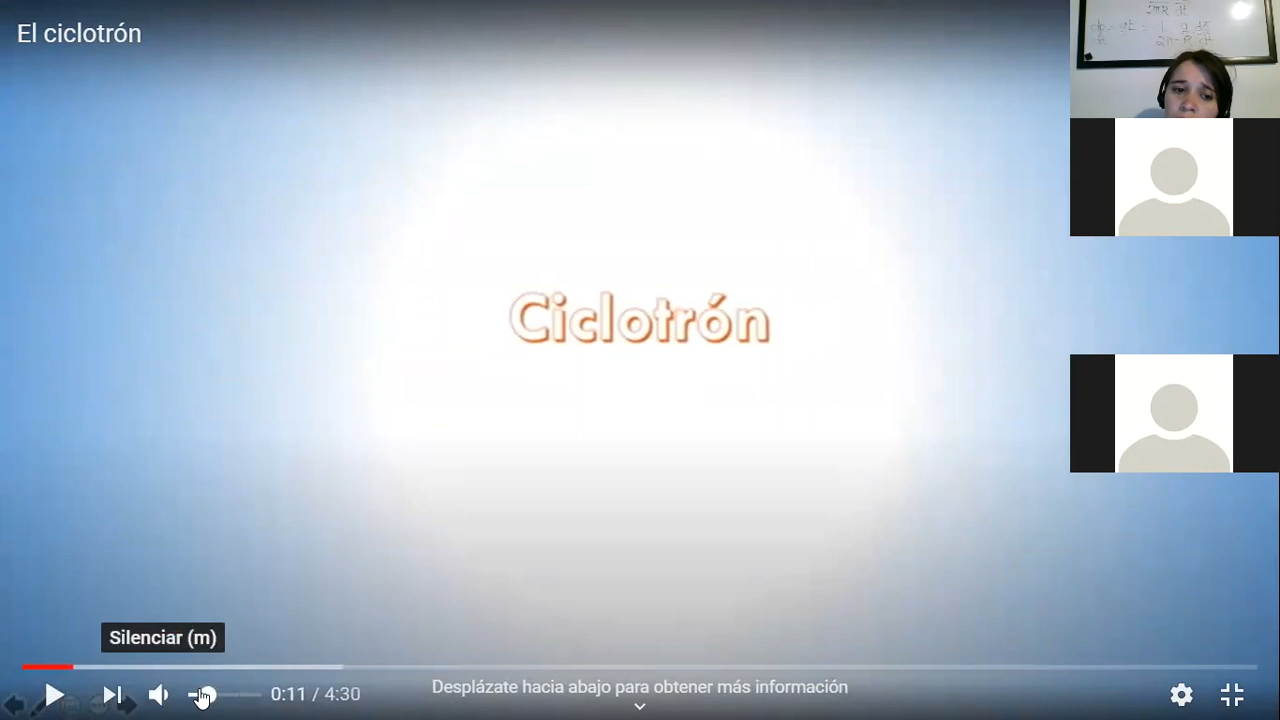 El ciclotrón
Ciclotrón
Silenciar (m)
0:11 / 4:30
Desplázate hacia abajo para obtener más información